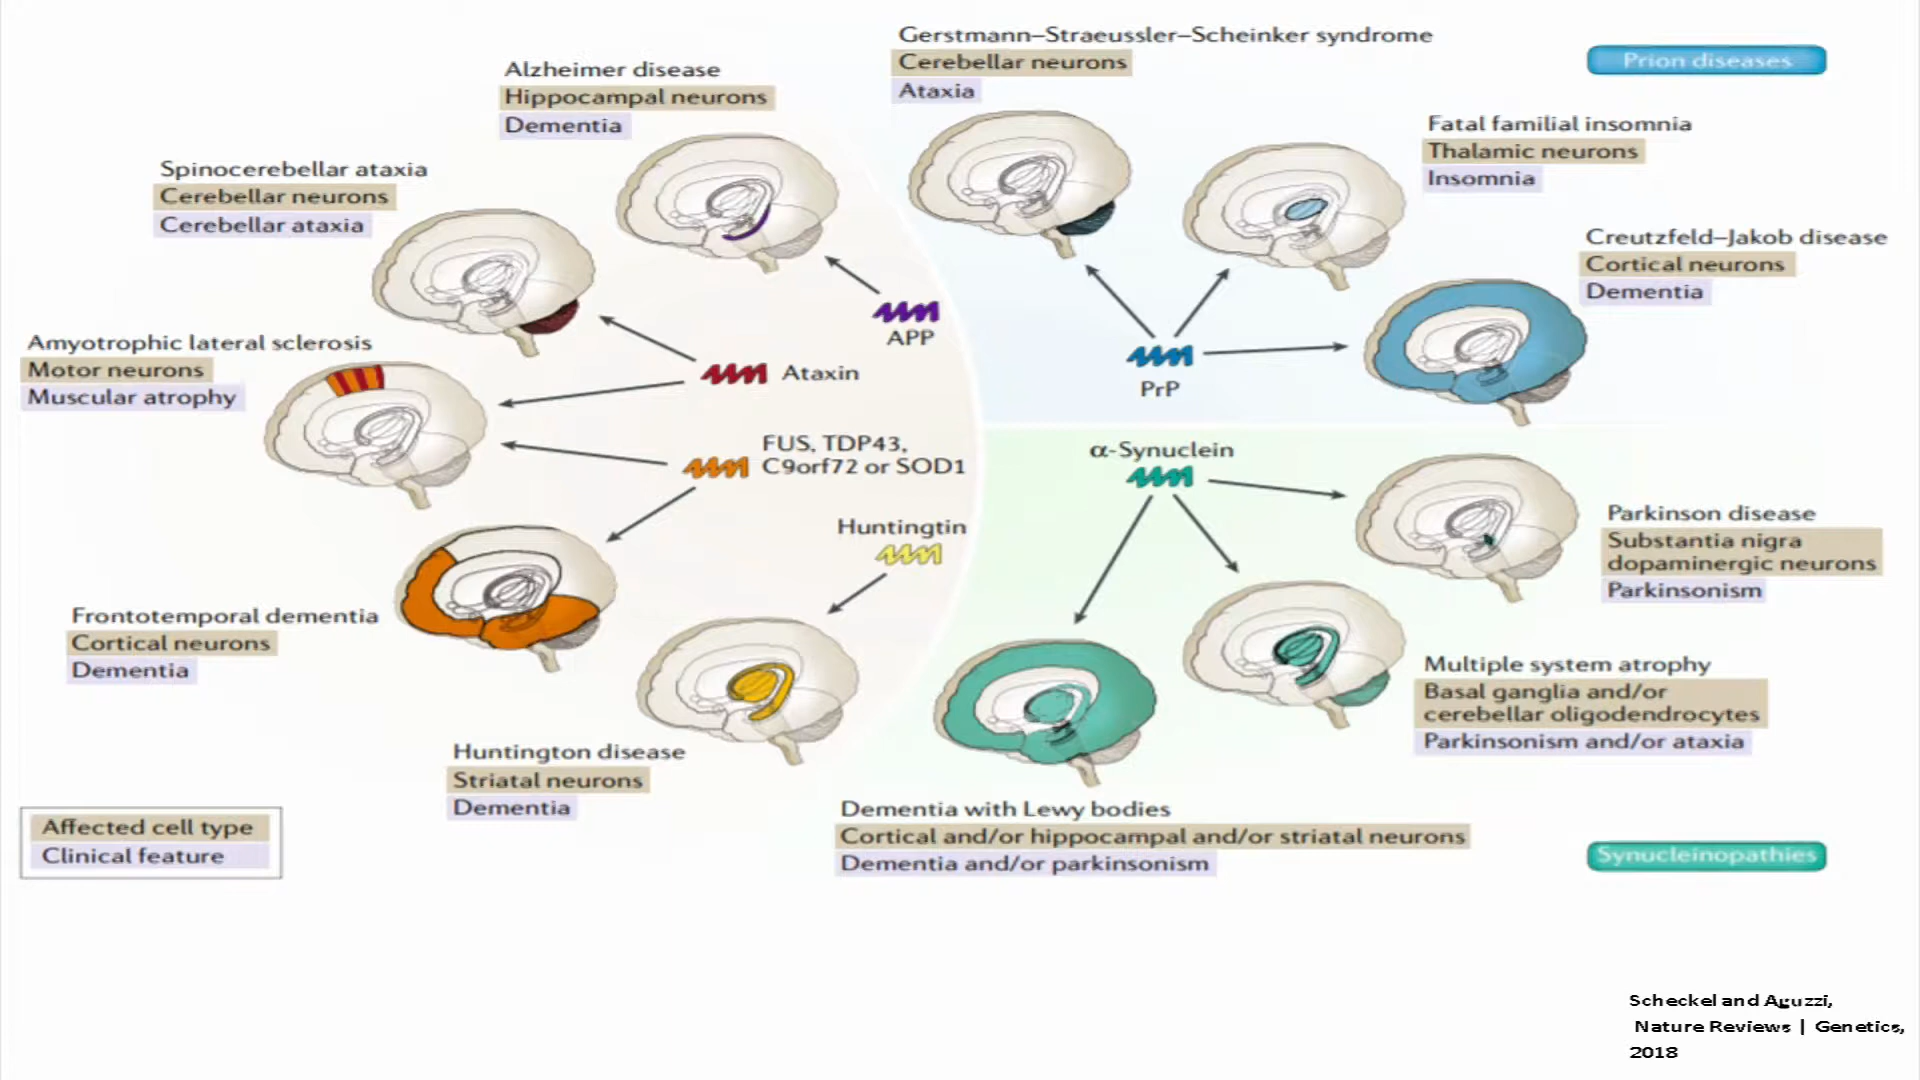 Gerstmann–Straeussler–Scheinker syndrome
Cerebellar neurons
Ataxia
Prion diseases
Alzheimer disease
Hippocampal neurons
Dementia
Fatal familial insomnia
Thalamic neurons
Insomnia
Spinocerebellar ataxia
Cerebellar neurons
Cerebellar ataxia
Creutzfeld–Jakob disease
Cortical neurons
Dementia
APP
Amyotrophic lateral sclerosis
Motor neurons
Muscular atrophy
Ataxin
PrP
FUS, TDP43,
C9orf72 or SOD1
α-Synuclein
Huntingtin
Parkinson disease
Substantia nigra
dopaminergic neurons
Parkinsonism
Frontotemporal dementia
Cortical neurons
Dementia
Multiple system atrophy
Basal ganglia and/or
cerebellar oligodendrocytes
Parkinsonism and/or ataxia
Huntington disease
Striatal neurons
Dementia
Dementia with Lewy bodies
Cortical and/or hippocampal and/or striatal neurons
Dementia and/or parkinsonism
Affected cell type
Clinical feature
Synucleinopathies
Scheckel and Aguzzi,
Nature Reviews | Genetics,
2018